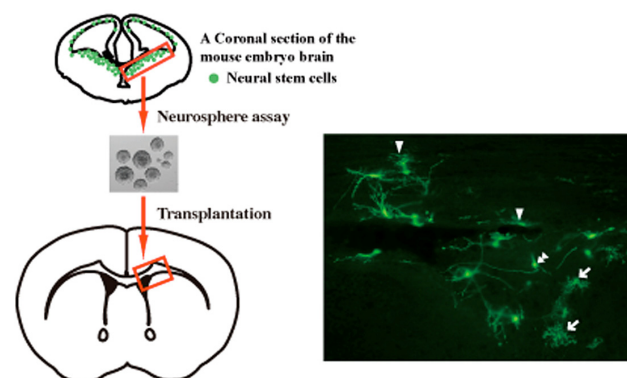 A Coronal section of the
mouse embryo brain
Neural stem cells
Neurosphere assay
Transplantation